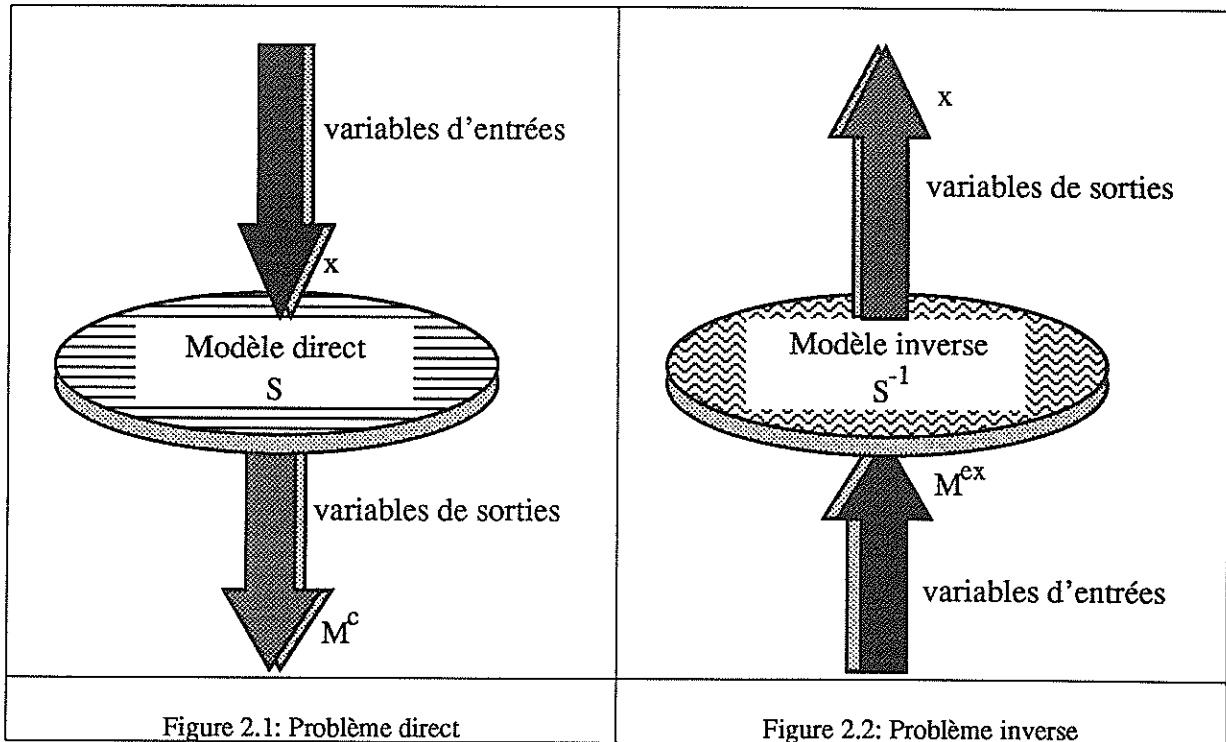 variables d'entrées
x
Modèle direct
S
variables de sorties
M^c
Figure 2.1: Problème direct
x
variables de sorties
Modèle inverse
S^-1
M^ex
variables d'entrées
Figure 2.2: Problème inverse